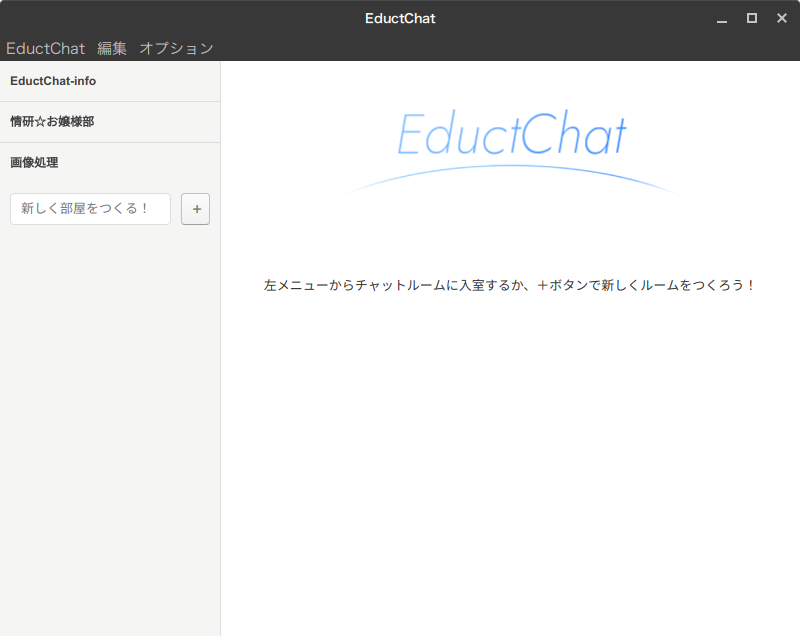 EductChat
EductChat 編集 オプション
EductChat-info
情研☆お嬢様部
画像処理
新しく部屋をつくる！ +
EductChat
左メニューからチャットルームに入室するか、＋ボタンで新しくルームをつくろう！